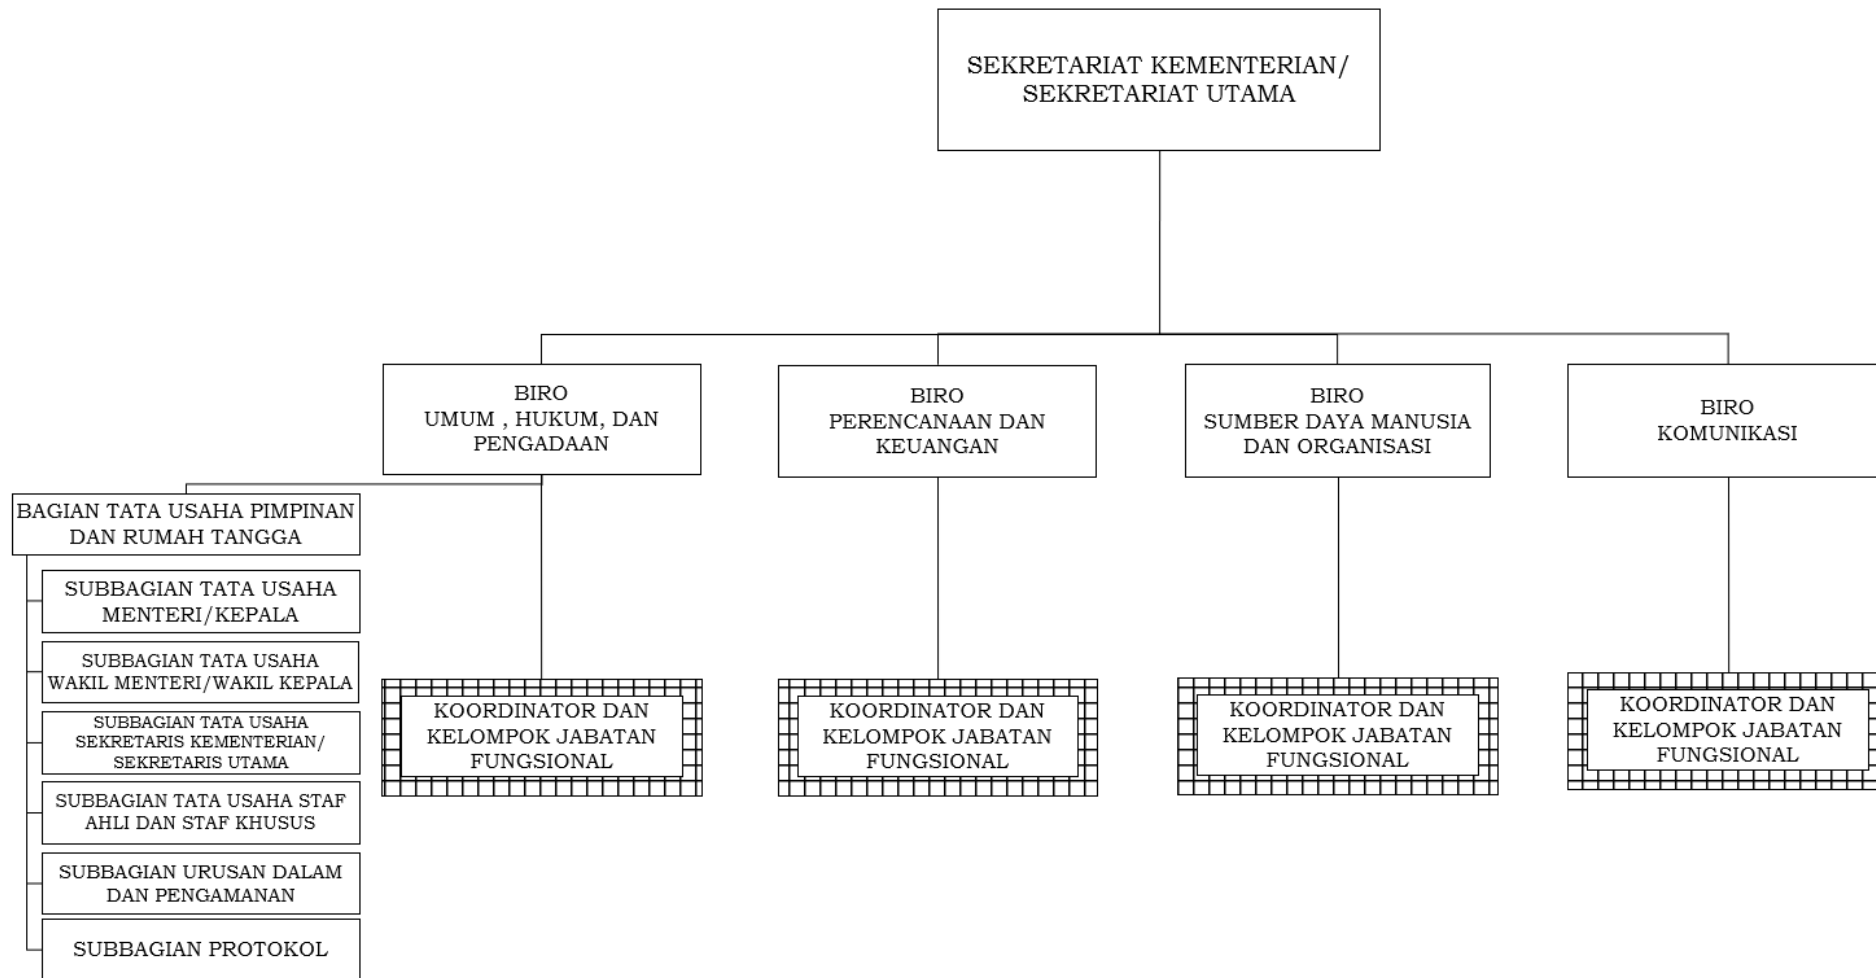 SEKRETARIAT KEMENTERIAN/
SEKRETARIAT UTAMA
BIRO
UMUM , HUKUM, DAN
PENGADAAN
BIRO
PERENCANAAN DAN
KEUANGAN
BIRO
SUMBER DAYA MANUSIA
DAN ORGANISASI
BIRO
KOMUNIKASI
BAGIAN TATA USAHA PIMPINAN
DAN RUMAH TANGGA
SUBBAGIAN TATA USAHA
MENTERI/KEPALA
SUBBAGIAN TATA USAHA
WAKIL MENTERI/WAKIL KEPALA
SUBBAGIAN TATA USAHA
SEKRETARIS KEMENTERIAN/
SEKRETARIS UTAMA
SUBBAGIAN TATA USAHA STAF
AHLI DAN STAF KHUSUS
SUBBAGIAN URUSAN DALAM
DAN PENGAMANAN
SUBBAGIAN PROTOKOL
KOORDINATOR DAN
KELOMPOK JABATAN
FUNGSIONAL
KOORDINATOR DAN
KELOMPOK JABATAN
FUNGSIONAL
KOORDINATOR DAN
KELOMPOK JABATAN
FUNGSIONAL
KOORDINATOR DAN
KELOMPOK JABATAN
FUNGSIONAL